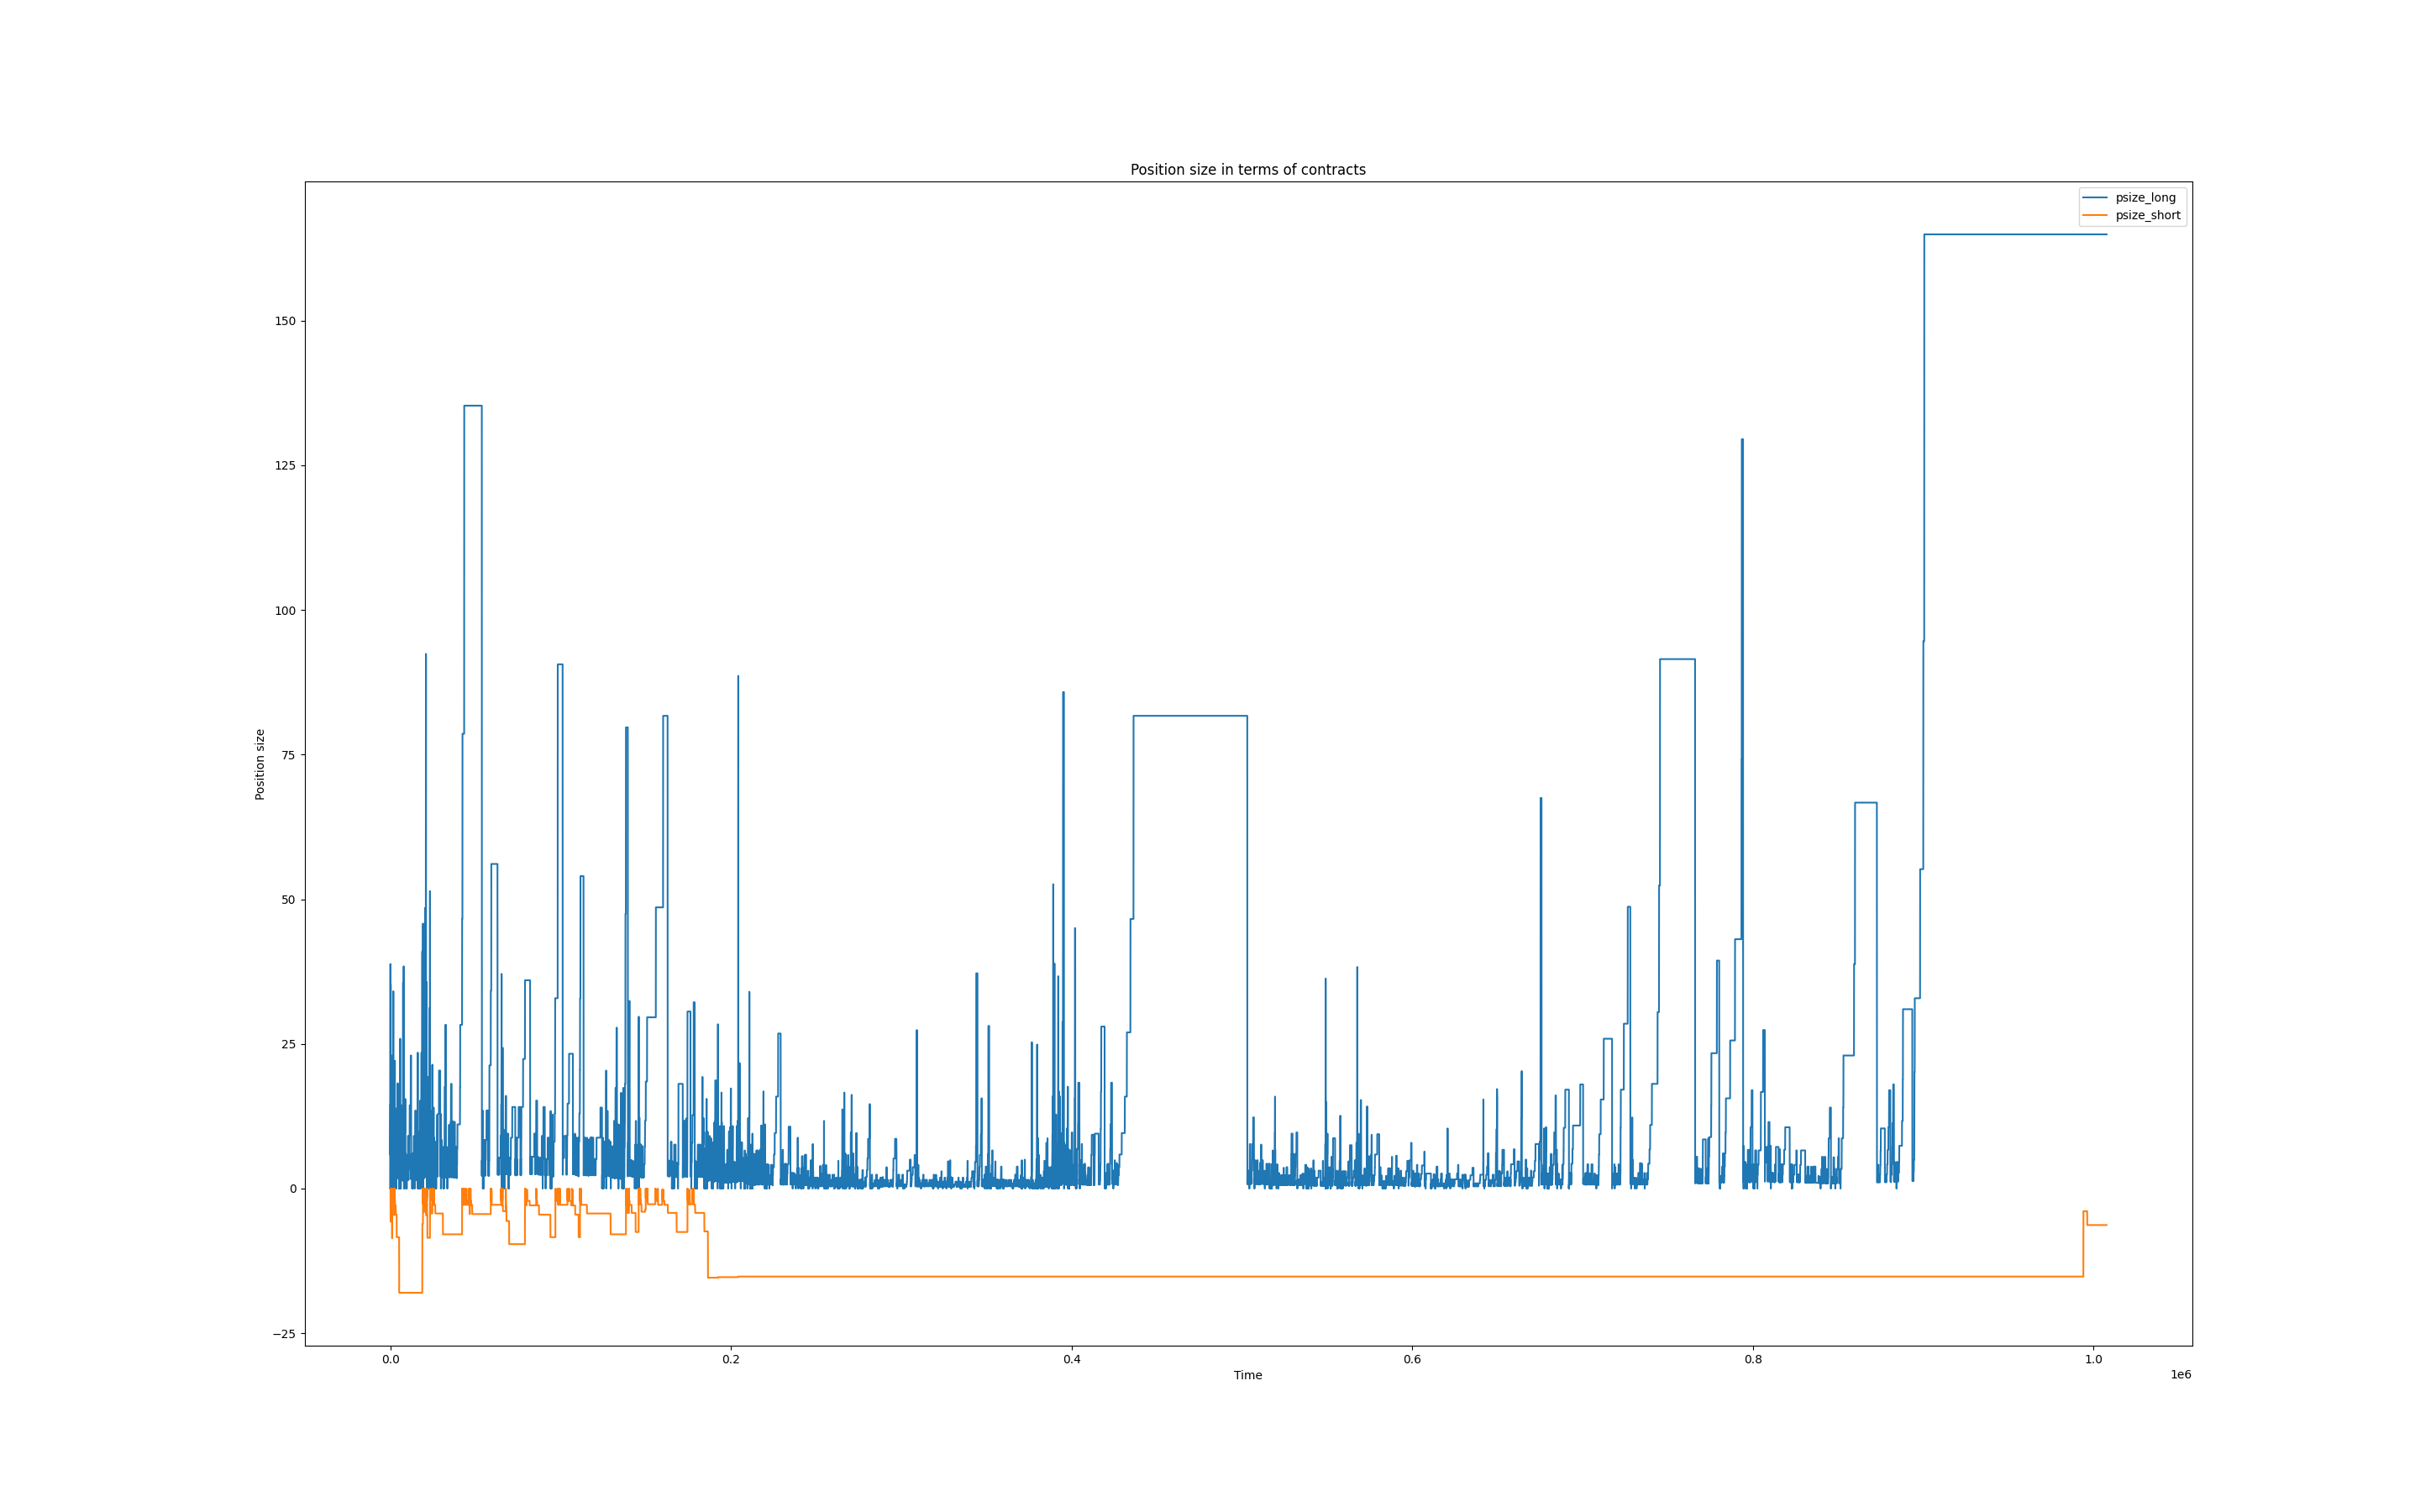 Position size in terms of contracts
psize_long
psize_short
150
125
100
75
50
25
0
−25
Position size
0.0 0.2 0.4 0.6 0.8 1.0
Time
1e6